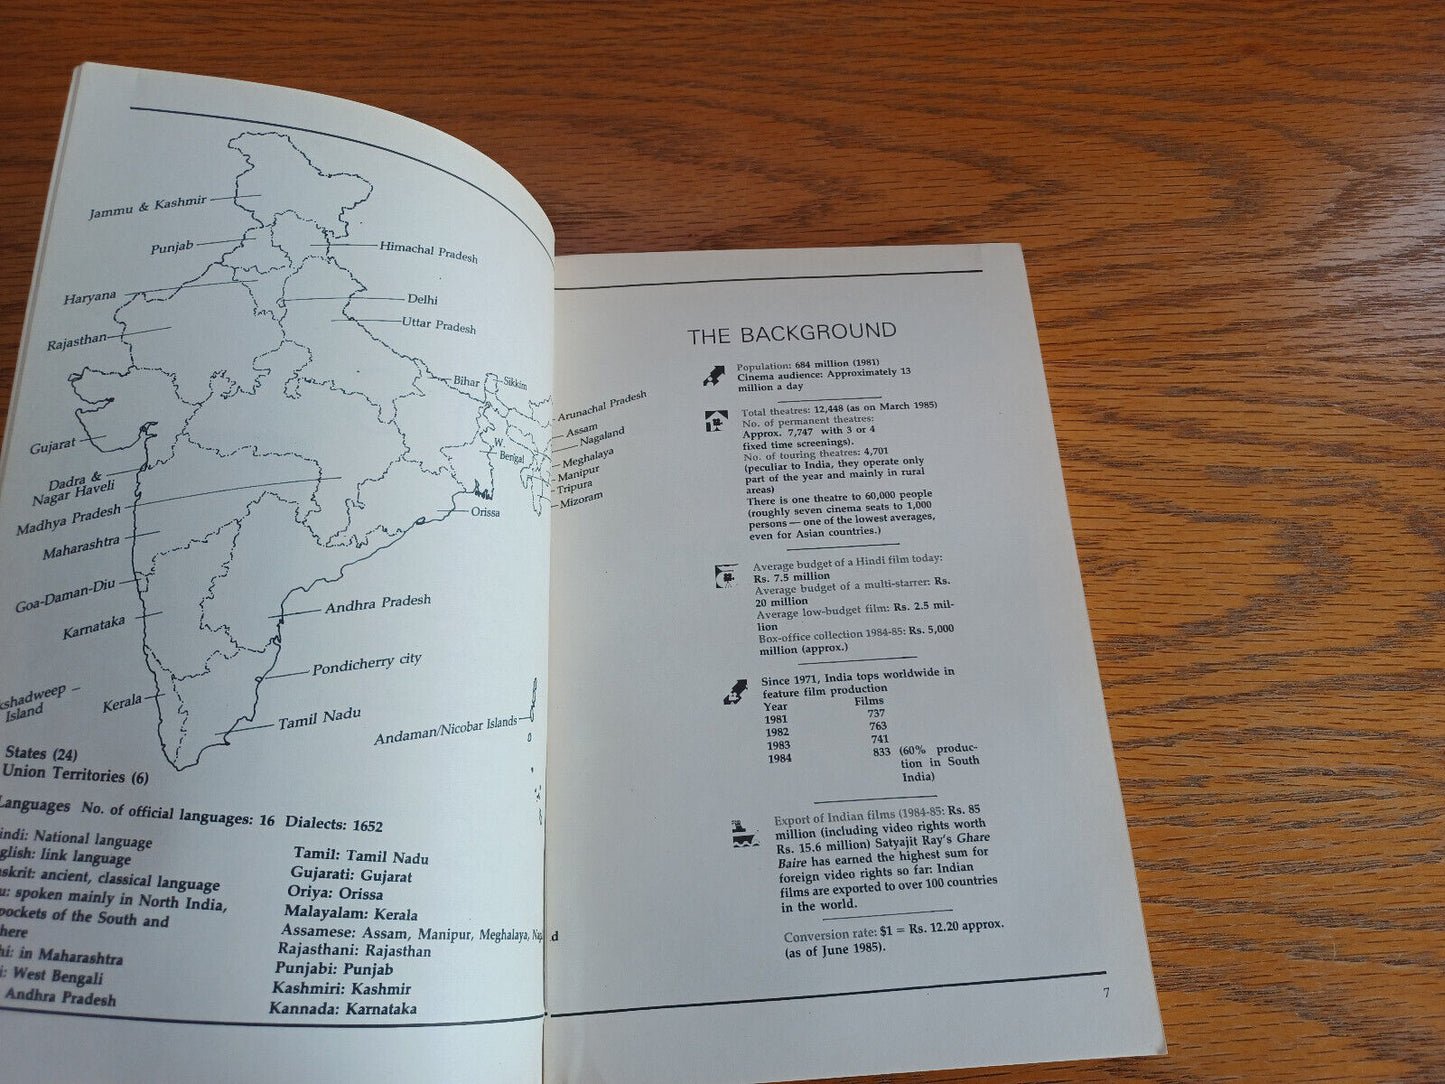 Jammu & Kashmir
Punjab
Himachal Pradesh
Haryana
Delhi
Uttar Pradesh
Rajasthan
Bihar
Sikkim
Gujarat
W.
Bengal
Dadra &
Nagar Haveli
Madhya Pradesh
Orissa
Maharashtra
Goa-Daman-Diu
Andhra Pradesh
Karnataka
Pondicherry city
kshadweep
Island
Kerala
Tamil Nadu
Andaman/Nicobar Islands
States (24)
Union Territories (6)
Languages No. of official languages: 16 Dialects: 1652
indi: National language
glish: link language
nskrit: ancient, classical language
u: spoken mainly in North India,
pockets of the South and
here
hi: in Maharashtra
i: West Bengali
Andhra Pradesh
Tamil: Tamil Nadu
Gujarati: Gujarat
Oriya: Orissa
Malayalam: Kerala
Assamese: Assam, Manipur, Meghalaya,
Rajasthani: Rajasthan
Punjabi: Punjab
Kashmiri: Kashmir
Kannada: Karnataka
Arunachal Pradesh
Assam
Nagaland
Meghalaya
Manipur
Tripura
Mizoram
THE BACKGROUND
Population: 684 million (1981)
Cinema audience: Approximately 13
million a day
Total theatres: 12,448 (as on March 1985)
No. of permanent theatres:
Approx. 7,747 with 3 or 4
fixed time screenings).
No. of touring theatres: 4,701
(peculiar to India, they operate only
part of the year and mainly in rural
areas)
There is one theatre to 60,000 people
(roughly seven cinema seats to 1,000
persons — one of the lowest averages,
even for Asian countries.)
Average budget of a Hindi film today:
Rs. 7.5 million
Average budget of a multi-starrer: Rs.
20 million
Average low-budget film: Rs. 2.5 mil-
lion
Box-office collection 1984-85: Rs. 5,000
million (approx.)
Since 1971, India tops worldwide in
feature film production
Year Films
1981 737
1982 763
1983 741
1984 833 (60% produc-
tion in South
India)
Export of Indian films (1984-85: Rs. 85
million (including video rights worth
Rs. 15.6 million) Satyajit Ray's Ghare
Baire has earned the highest sum for
foreign video rights so far: Indian
films are exported to over 100 countries
in the world.
Conversion rate: $1 = Rs. 12.20 approx.
(as of June 1985).
7